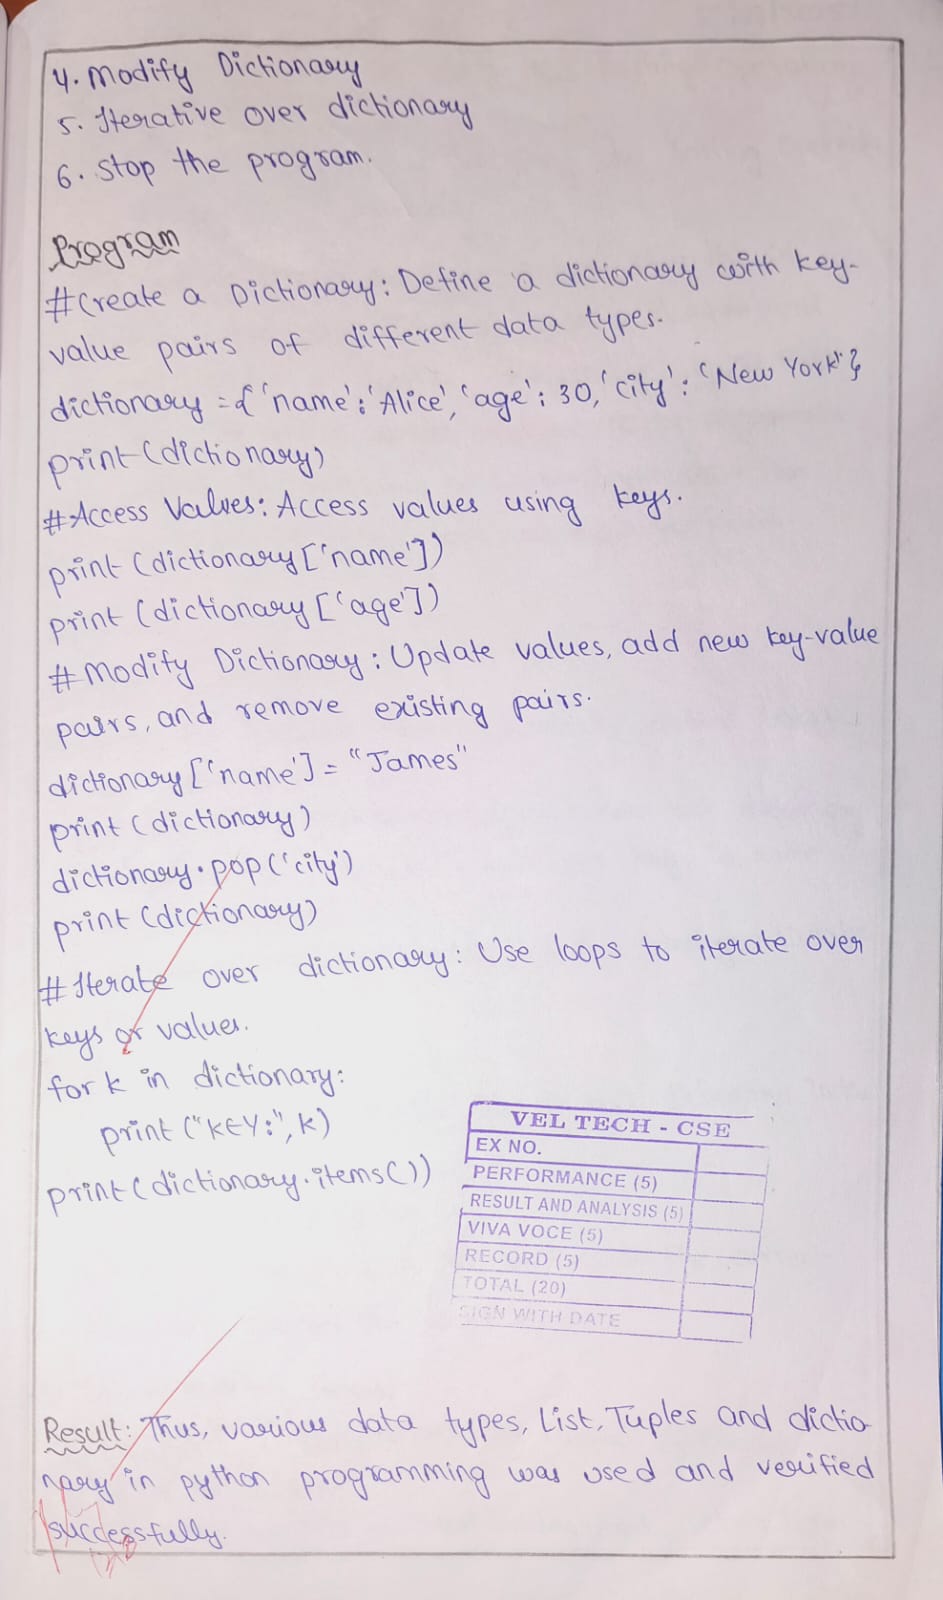 4. Modify Dictionary
5. Iterative over dictionary
6. Stop the program.
Program
#Create a Dictionary: Define a dictionary with key-
value pairs of different data types.
dictionary = { 'name': 'Alice', 'age': 30, 'city': 'New York' }
print (dictionary)
#Access Values: Access values using keys.
print (dictionary ['name'])
print (dictionary ['age'])
#Modify Dictionary: Update values, add new key-value
pairs, and remove existing pairs.
dictionary ['name'] = "James"
print (dictionary)
dictionary.pop ('city')
print (dictionary)
#Iterate over dictionary: Use loops to iterate over
keys or values.
for k in dictionary:
print ("KEY:", k)
print (dictionary.items())
VEL TECH - CSE
EX NO.
PERFORMANCE (5)
RESULT AND ANALYSIS (5)
VIVA VOCE (5)
RECORD (5)
TOTAL (20)
SIGN WITH DATE
Result: Thus, various data types, List, Tuples and dictio
nary in python programming was used and verified
successfully.